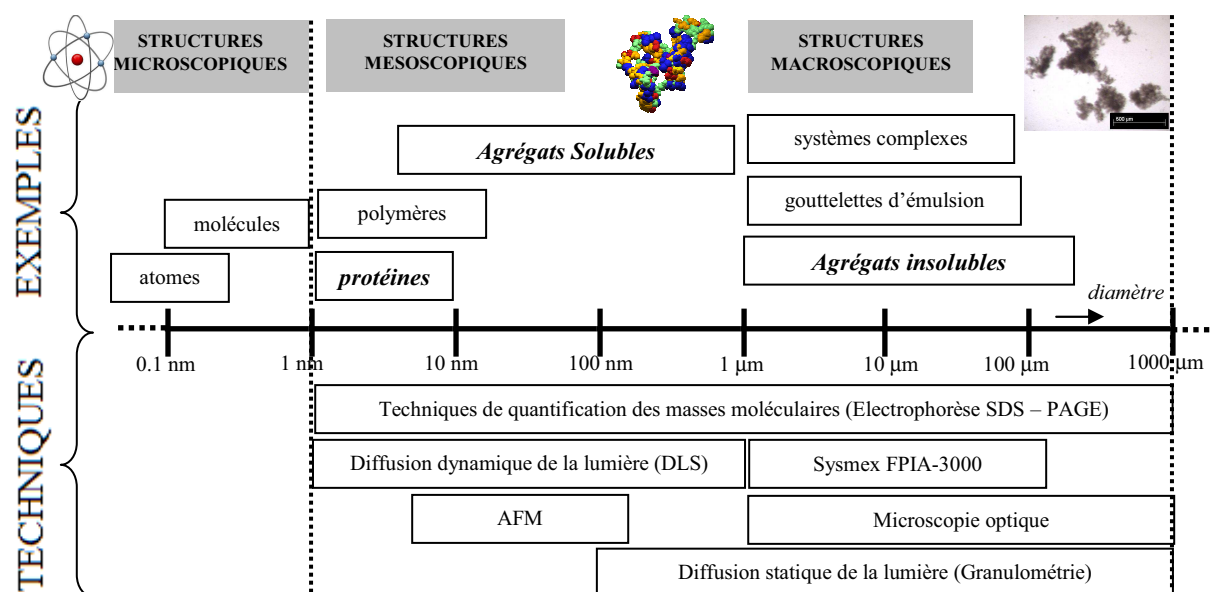 STRUCTURES
MICROSCOPIQUES
STRUCTURES
MESOSCOPIQUES
STRUCTURES
MACROSCOPIQUES
500 µm
EXEMPLES
Agrégats Solubles
systèmes complexes
polymères
gouttelettes d’émulsion
molécules
protéines
Agrégats insolubles
atomes
diamètre
0.1 nm
1 nm
10 nm
100 nm
1 µm
10 µm
100 µm
1000 µm
TECHNIQUES
Techniques de quantification des masses moléculaires (Electrophorèse SDS – PAGE)
Diffusion dynamique de la lumière (DLS)
Sysmex FPIA-3000
AFM
Microscopie optique
Diffusion statique de la lumière (Granulométrie)